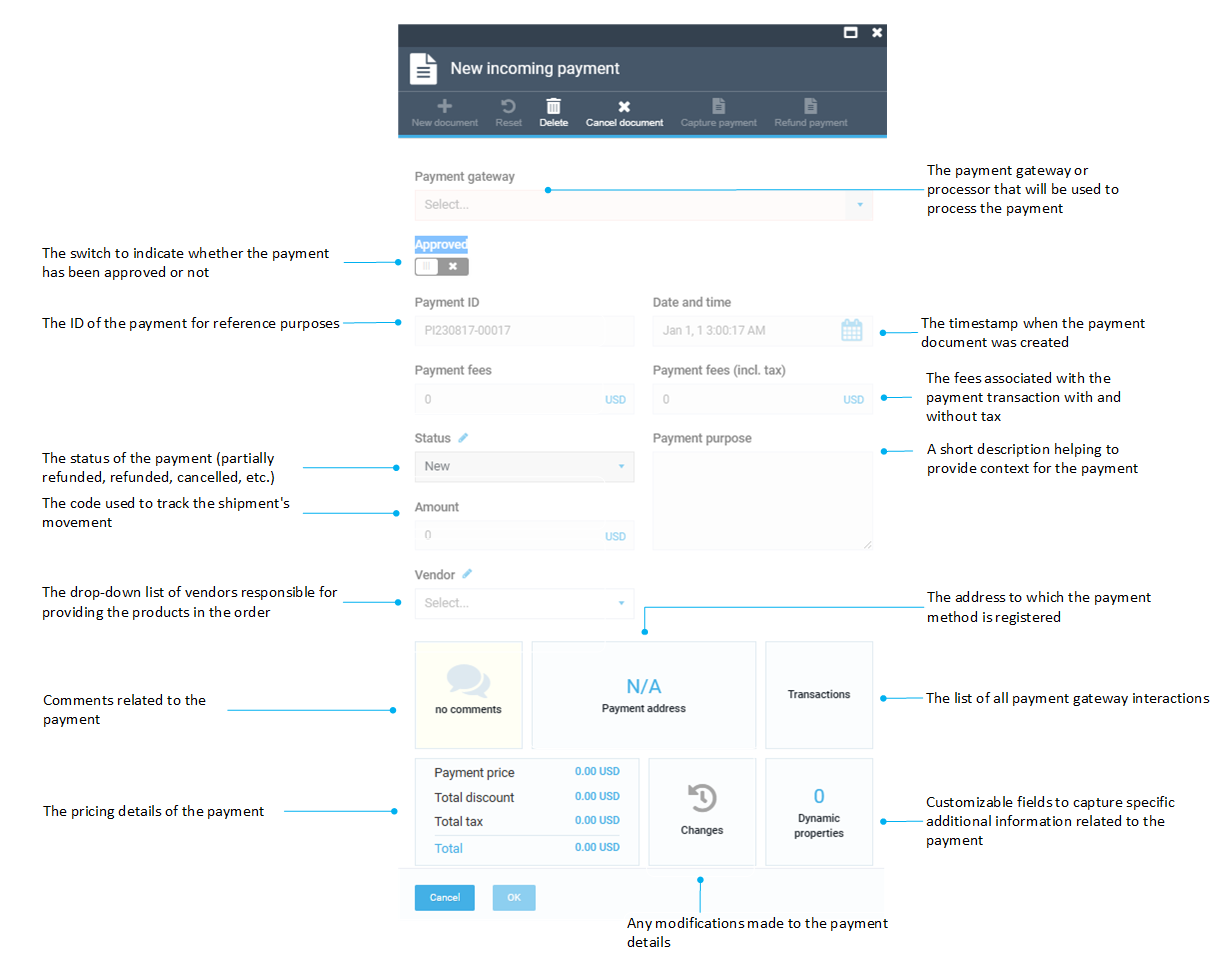 New incoming payment
New document Reset Delete Cancel document Capture payment Refund payment
Payment gateway
Select...
The payment gateway or
processor that will be used to
process the payment
Approved
The switch to indicate whether the payment
has been approved or not
Payment ID
Date and time
The ID of the payment for reference purposes
PI230817-00017
Jan 1, 1 3:00:17 AM
The timestamp when the payment
document was created
Payment fees
Payment fees (incl. tax)
0 USD
0 USD
The fees associated with the
payment transaction with and
without tax
Status
Payment purpose
The status of the payment (partially
refunded, refunded, cancelled, etc.)
New
A short description helping to
provide context for the payment
The code used to track the shipment's
movement
Amount
0 USD
Vendor
The drop-down list of vendors responsible for
providing the products in the order
Select...
The address to which the payment
method is registered
Comments related to the
payment
no comments
N/A
Payment address
Transactions
The list of all payment gateway interactions
The pricing details of the payment
Payment price 0.00 USD
Total discount 0.00 USD
Total tax 0.00 USD
Total 0.00 USD
Changes
0
Dynamic
properties
Customizable fields to capture specific
additional information related to the
payment
Cancel
OK
Any modifications made to the payment
details